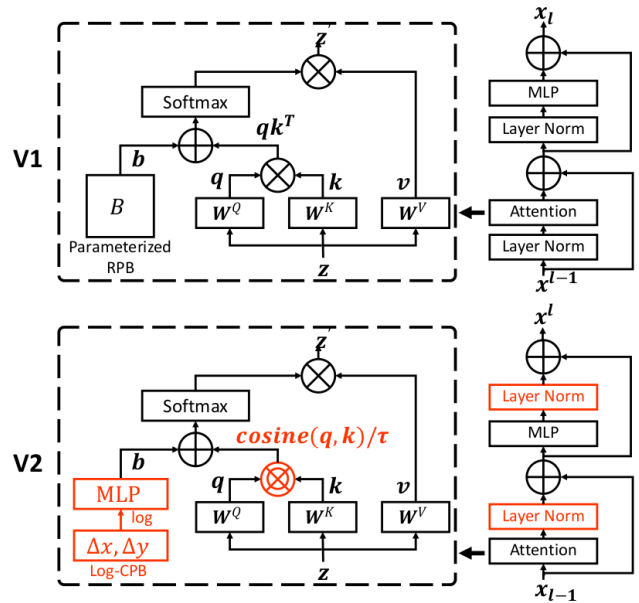 z'
Softmax
qk^T
b
V1
q
k
v
B
W^Q
W^K
W^V
Parameterized
RPB
z
x_l
MLP
Layer Norm
Attention
Layer Norm
x^{l-1}
z'
Softmax
cosine(q, k)/τ
b
V2
q
k
v
MLP
log
W^Q
W^K
W^V
Δx, Δy
Log-CPB
z
x^l
Layer Norm
MLP
Layer Norm
Attention
x_{l-1}